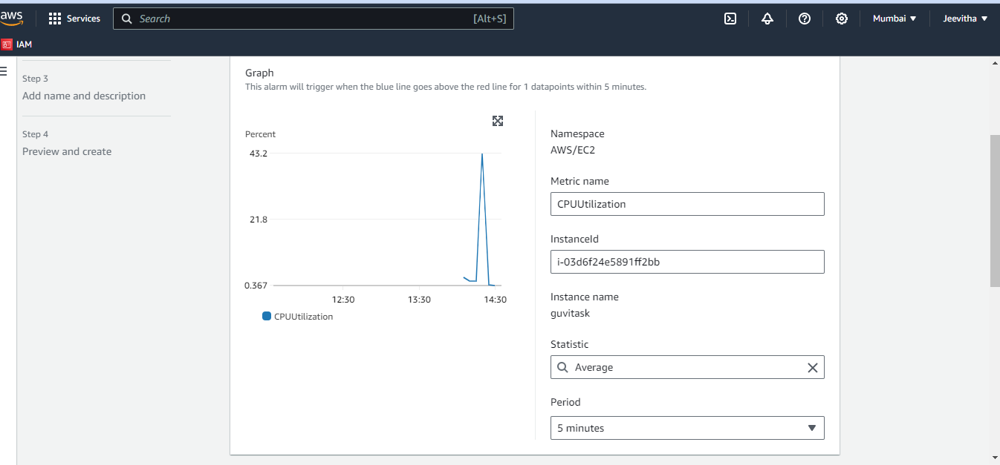 aws
Services
Search
[Alt+S]
Mumbai
Jeevitha
IAM
Step 3
Add name and description
Step 4
Preview and create
Graph
This alarm will trigger when the blue line goes above the red line for 1 datapoints within 5 minutes.
Percent
43.2
21.8
0.367
12:30
13:30
14:30
CPUUtilization
Namespace
AWS/EC2
Metric name
CPUUtilization
InstanceId
i-03d6f24e5891ff2bb
Instance name
guvitask
Statistic
Average
Period
5 minutes